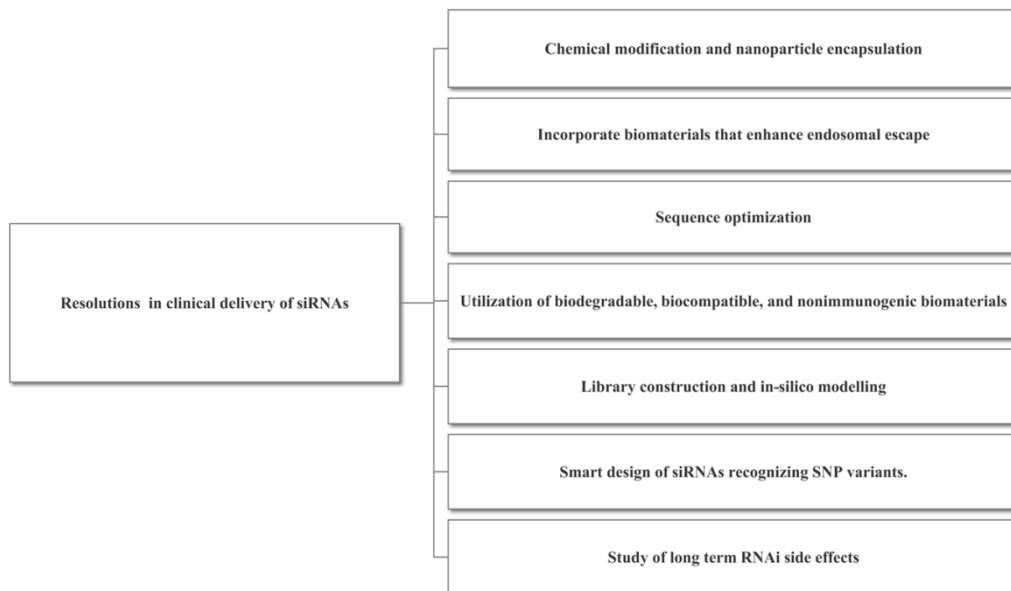 Chemical modification and nanoparticle encapsulation
Incorporate biomaterials that enhance endosomal escape
Sequence optimization
Resolutions in clinical delivery of siRNAs
Utilization of biodegradable, biocompatible, and nonimmunogenic biomaterials
Library construction and in-silico modelling
Smart design of siRNAs recognizing SNP variants.
Study of long term RNAi side effects